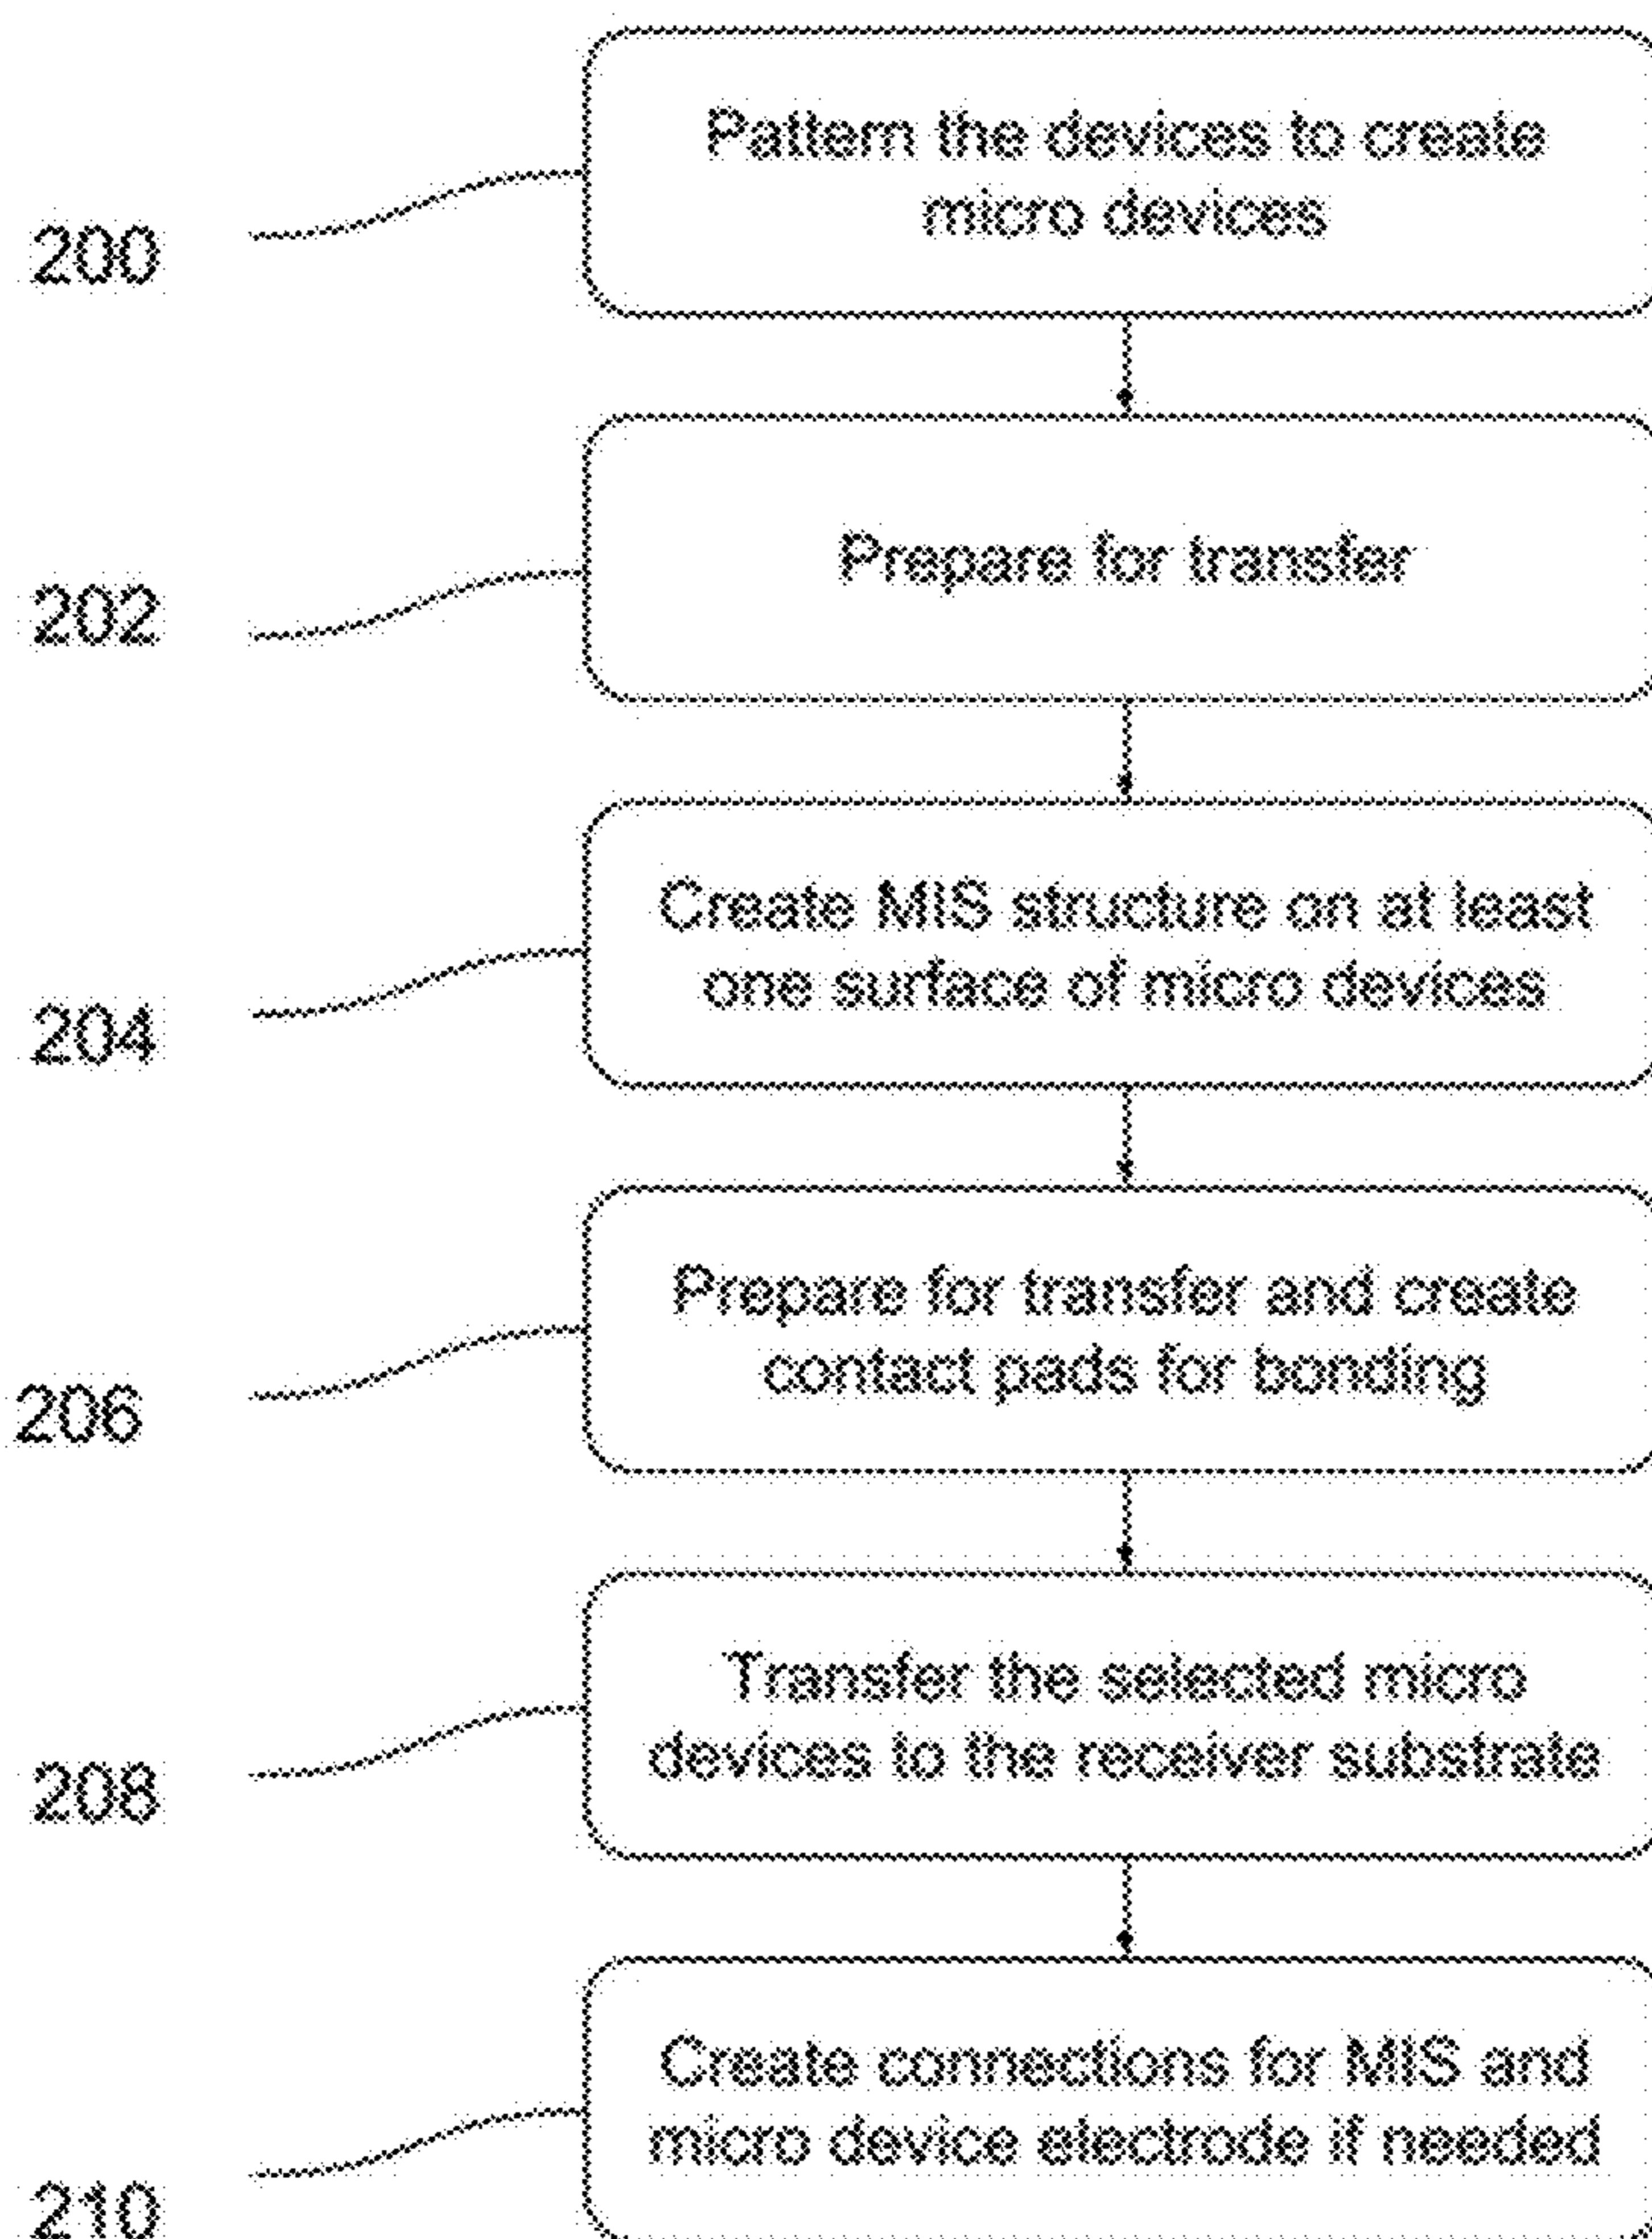 Pattern the devices to create
micro devices
200
Prepare for transfer
202
Create MIS structure on at least
one surface of micro devices
204
Prepare for transfer and create
contact pads for bonding
206
Transfer the selected micro
devices to the receiver substrate
208
Create connections for MIS and
micro device electrode if needed
210